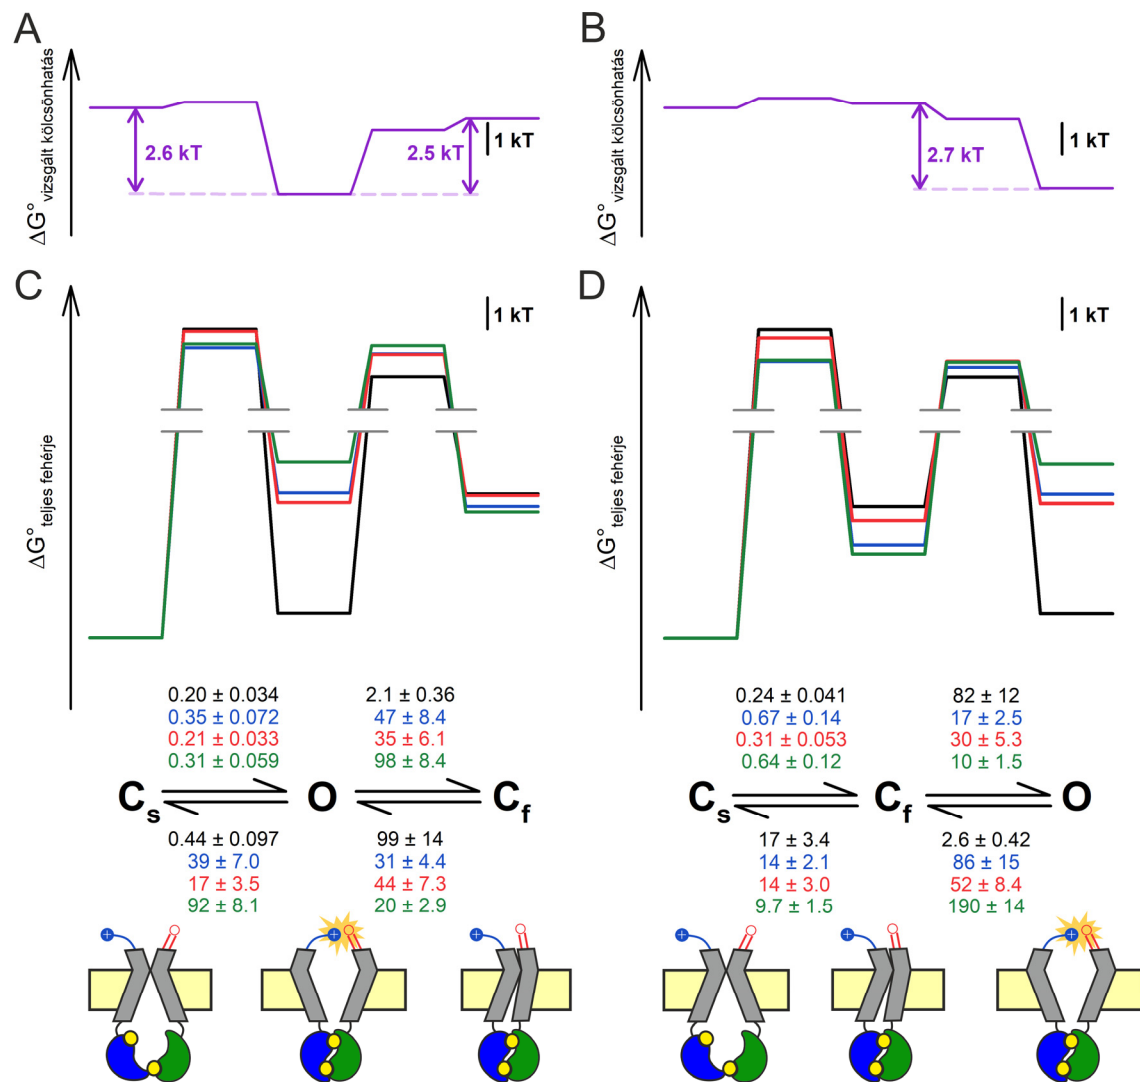 A
B
ΔG°vizsgált kölcsönhatás
2.6 kT
2.5 kT
1 kT
ΔG°vizsgált kölcsönhatás
2.7 kT
1 kT
C
D
ΔG°teljes fehérje
1 kT
ΔG°teljes fehérje
1 kT
0.20 ± 0.034 2.1 ± 0.36
0.35 ± 0.072 47 ± 8.4
0.21 ± 0.033 35 ± 6.1
0.31 ± 0.059 98 ± 8.4
Cs O Cf
0.44 ± 0.097 99 ± 14
39 ± 7.0 31 ± 4.4
17 ± 3.5 44 ± 7.3
92 ± 8.1 20 ± 2.9
0.24 ± 0.041 82 ± 12
0.67 ± 0.14 17 ± 2.5
0.31 ± 0.053 30 ± 5.3
0.64 ± 0.12 10 ± 1.5
Cs Cf O
17 ± 3.4 2.6 ± 0.42
14 ± 2.1 86 ± 15
14 ± 3.0 52 ± 8.4
9.7 ± 1.5 190 ± 14
+ + +
+ + +